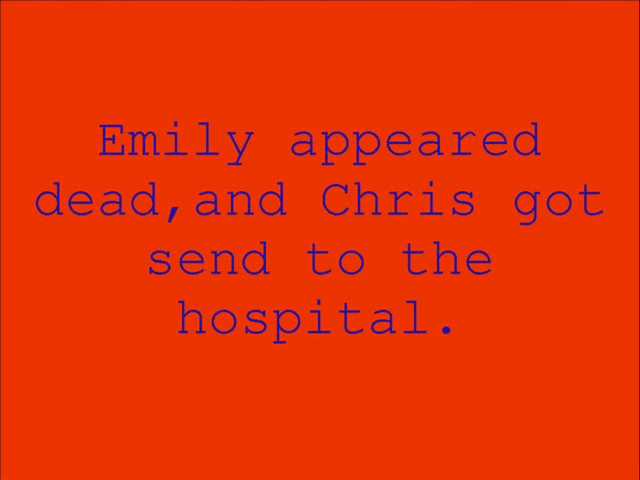 Emily appeared
dead,and Chris got
send to the
hospital.